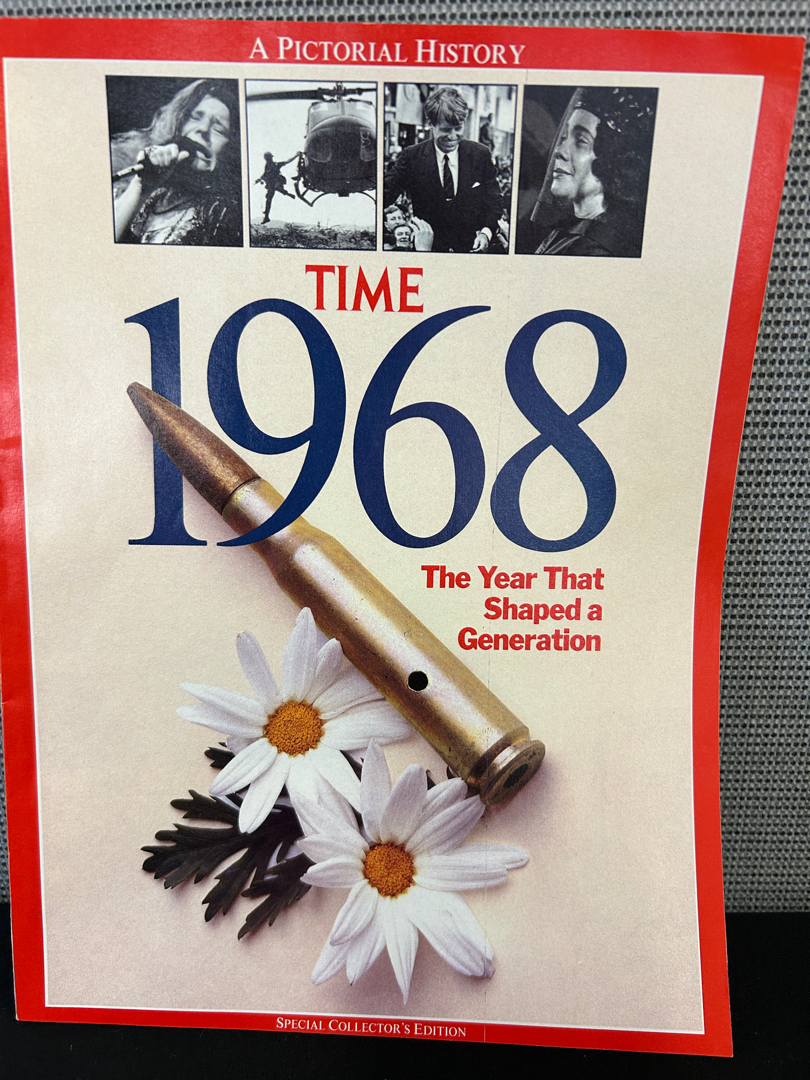 A PICTORIAL HISTORY
TIME
1968
The Year That
Shaped a
Generation
SPECIAL COLLECTOR'S EDITION